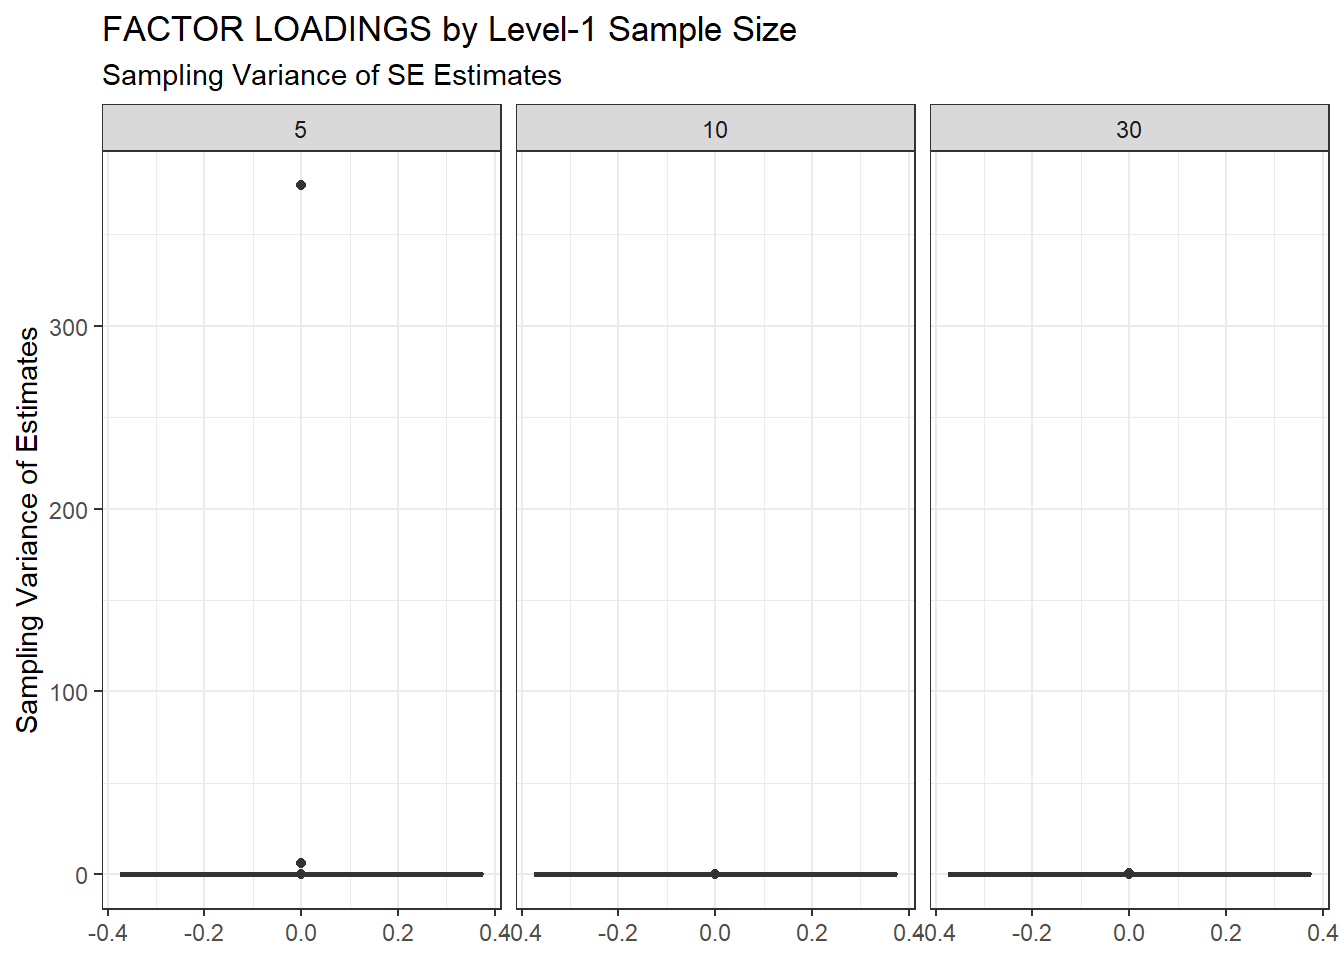 FACTOR LOADINGS by Level-1 Sample Size
Sampling Variance of SE Estimates
5 10 30
Sampling Variance of Estimates
300
200
100
0
-0.4 -0.2 0.0 0.2 0.4 -0.4 -0.2 0.0 0.2 0.4 -0.4 -0.2 0.0 0.2 0.4